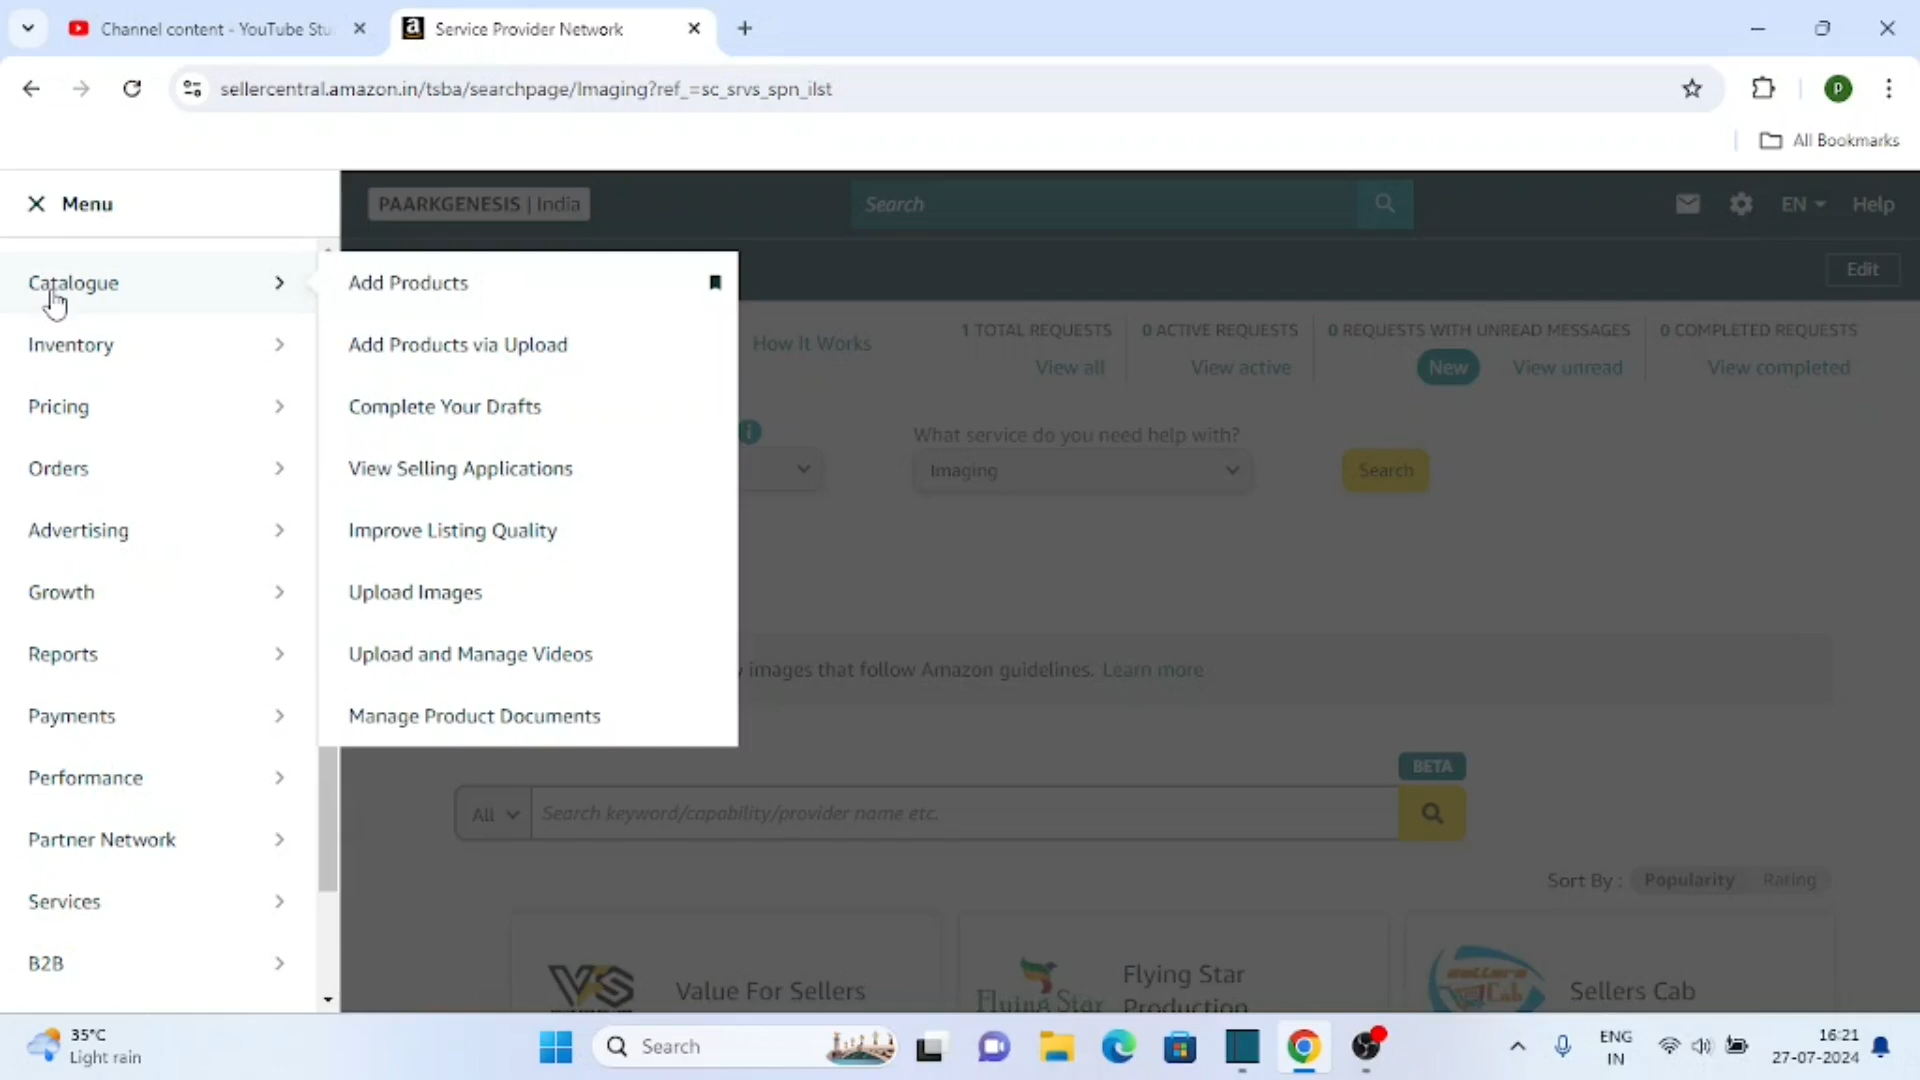 Channel content - YouTube Stu
Service Provider Network
sellercentral.amazon.in/tsba/searchpage/Imaging?ref_=sc_srvs_spn_ilst
P
All Bookmarks
Menu
PAARKGENESIS | India
Search
EN
Help
Edit
Catalogue
Inventory
Pricing
Orders
Advertising
Growth
Reports
Payments
Performance
Partner Network
Services
B2B
Add Products
Add Products via Upload
Complete Your Drafts
View Selling Applications
Improve Listing Quality
Upload Images
Upload and Manage Videos
Manage Product Documents
How It Works
1 TOTAL REQUESTS
View all
0 ACTIVE REQUESTS
View active
0 REQUESTS WITH UNREAD MESSAGES
New View unread
0 COMPLETED REQUESTS
View completed
What service do you need help with?
Imaging
Search
images that follow Amazon guidelines. Learn more
BETA
All
Search keyword/capability/provider name etc.
Sort By : Popularity Rating
VS
Value For Sellers
Flying Star
Flying Star
Production
Sellers Cab
Sellers Cab
35°C
Light rain
Search
ENG
IN
16:21
27-07-2024